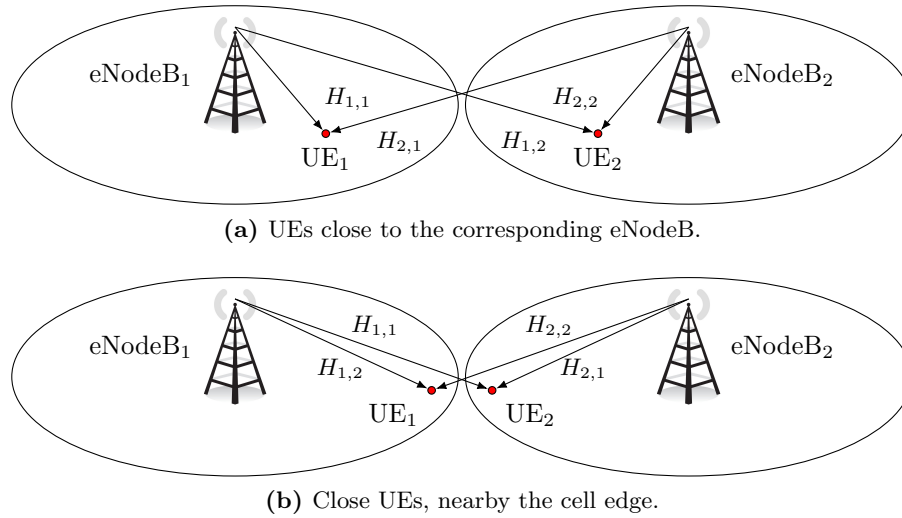 eNodeB₁
eNodeB₂
H₁,₁
H₂,₂
H₂,₁
H₁,₂
UE₁
UE₂
(a) UEs close to the corresponding eNodeB.
H₁,₁
H₂,₂
eNodeB₁
eNodeB₂
H₁,₂
H₂,₁
UE₁
UE₂
(b) Close UEs, nearby the cell edge.